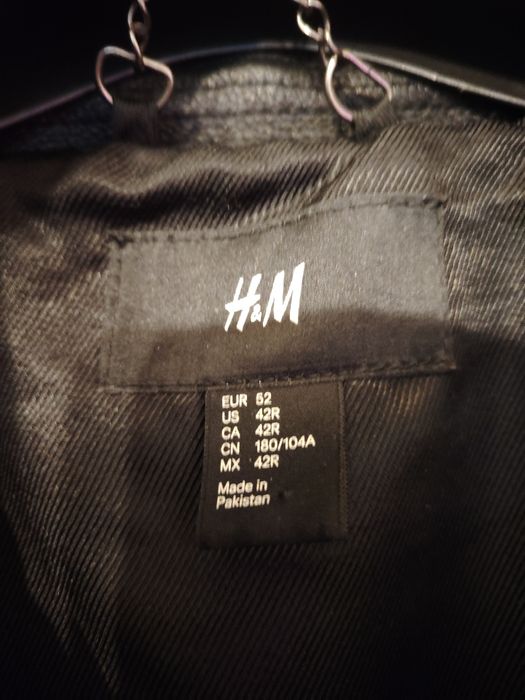 H&M
EUR 52
US 42R
CA 42R
CN 180/104A
MX 42R
Made in
Pakistan